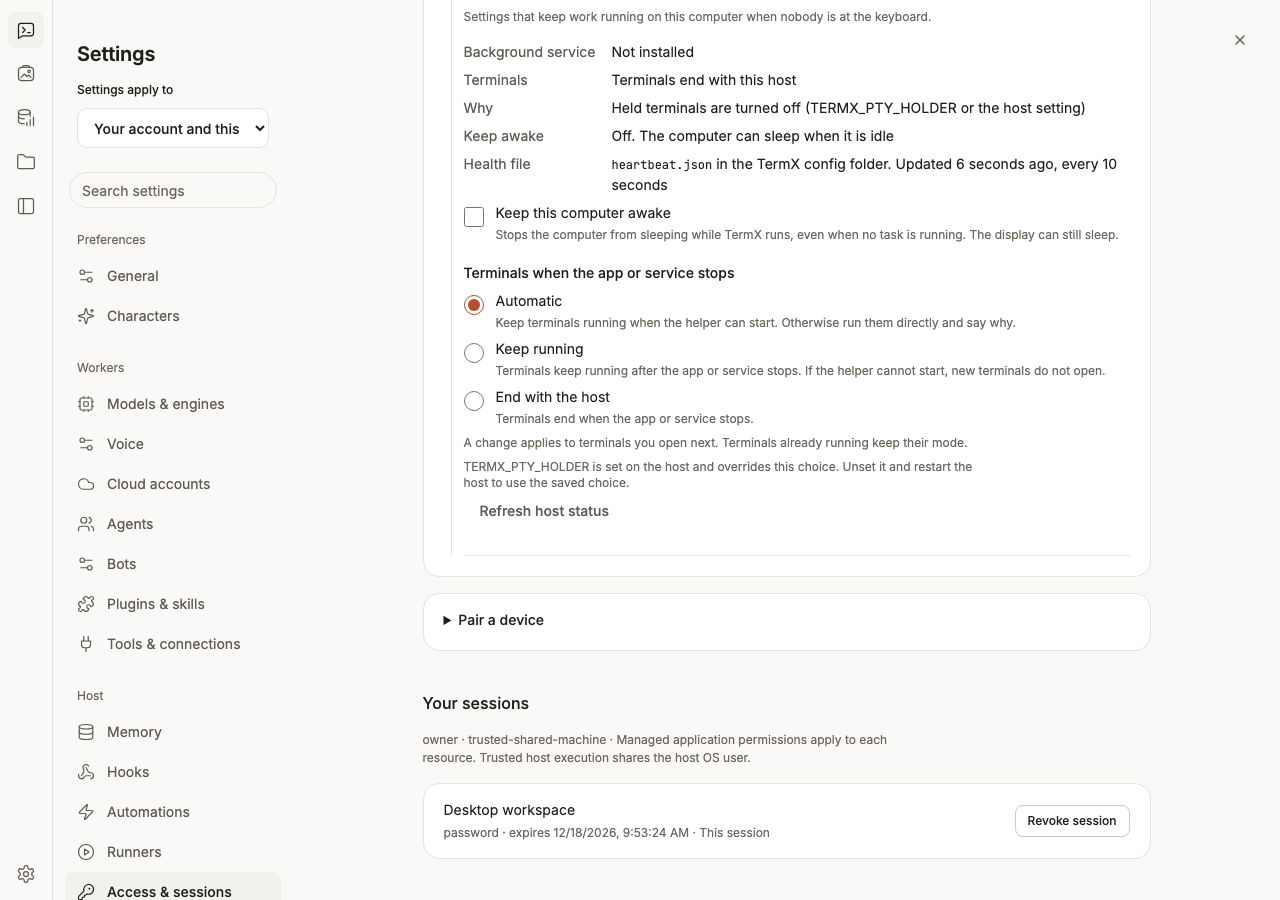 Settings
Settings apply to
Your account and this
Search settings
Preferences
General
Characters
Workers
Models & engines
Voice
Cloud accounts
Agents
Bots
Plugins & skills
Tools & connections
Host
Memory
Hooks
Automations
Runners
Access & sessions
Settings that keep work running on this computer when nobody is at the keyboard.
Background service Not installed
Terminals Terminals end with this host
Why Held terminals are turned off (TERMX_PTY_HOLDER or the host setting)
Keep awake Off. The computer can sleep when it is idle
Health file heartbeat.json in the TermX config folder. Updated 6 seconds ago, every 10
seconds
Keep this computer awake
Stops the computer from sleeping while TermX runs, even when no task is running. The display can still sleep.
Terminals when the app or service stops
Automatic
Keep terminals running when the helper can start. Otherwise run them directly and say why.
Keep running
Terminals keep running after the app or service stops. If the helper cannot start, new terminals do not open.
End with the host
Terminals end when the app or service stops.
A change applies to terminals you open next. Terminals already running keep their mode.
TERMX_PTY_HOLDER is set on the host and overrides this choice. Unset it and restart the
host to use the saved choice.
Refresh host status
Pair a device
Your sessions
owner · trusted-shared-machine · Managed application permissions apply to each
resource. Trusted host execution shares the host OS user.
Desktop workspace
password · expires 12/18/2026, 9:53:24 AM · This session
Revoke session